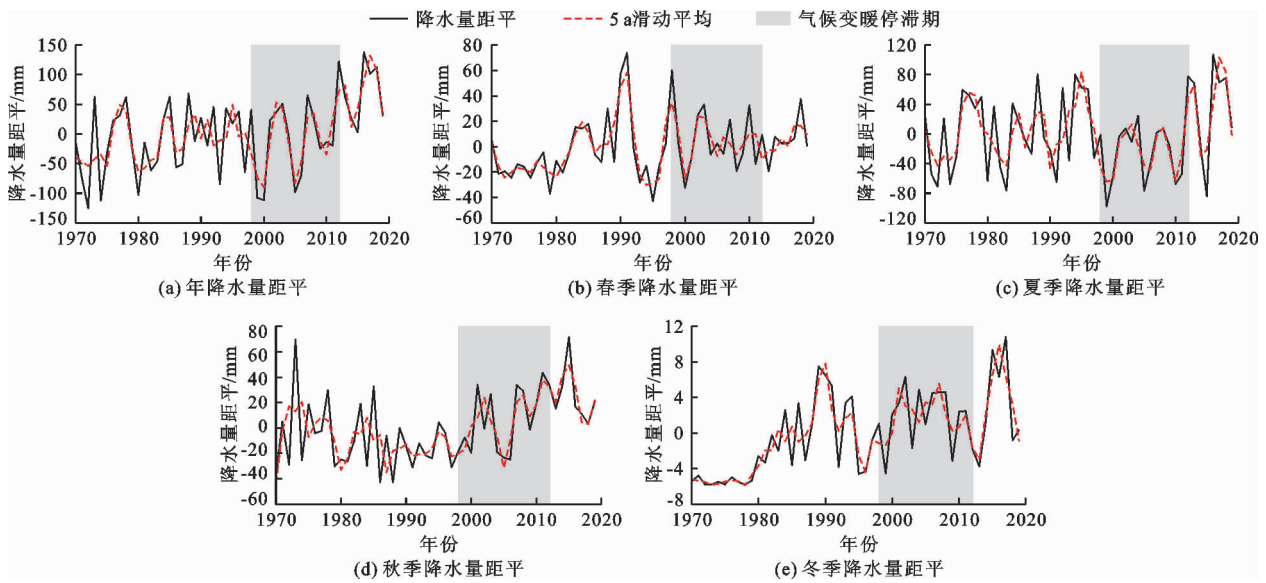 降水量距平 5 a滑动平均 气候变暖停滞期
降水量距平/mm
150
100
50
0
-50
-100
-150
1970 1980 1990 2000 2010 2020
年份
(a) 年降水量距平
降水量距平/mm
80
60
40
20
0
-20
-40
-60
1970 1980 1990 2000 2010 2020
年份
(b) 春季降水量距平
降水量距平/mm
120
80
40
0
-40
-80
-120
1970 1980 1990 2000 2010 2020
年份
(c) 夏季降水量距平
降水量距平/mm
80
60
40
20
0
-20
-40
-60
1970 1980 1990 2000 2010 2020
年份
(d) 秋季降水量距平
降水量距平/mm
12
8
4
0
-4
-8
1970 1980 1990 2000 2010 2020
年份
(e) 冬季降水量距平